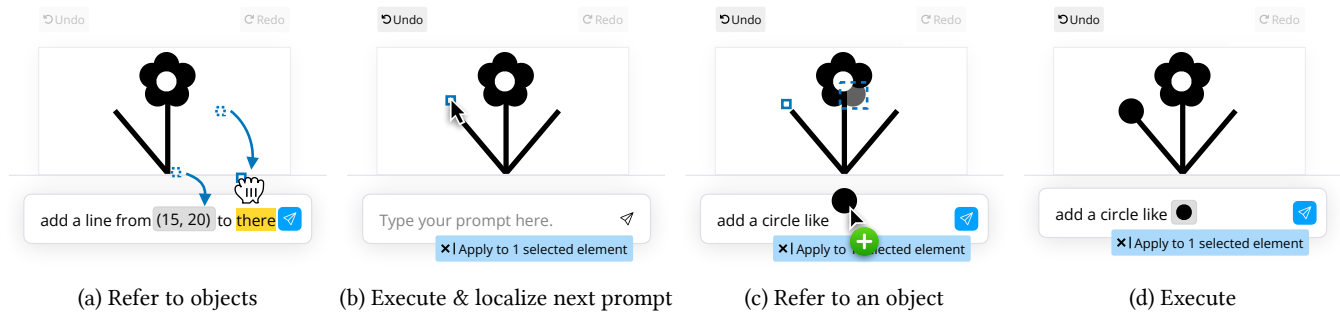 Undo
Redo
add a line from (15, 20) to there
(a) Refer to objects
Undo
Redo
Type your prompt here.
Apply to 1 selected element
(b) Execute & localize next prompt
Undo
Redo
add a circle like
Apply to 1 selected element
(c) Refer to an object
Undo
Redo
add a circle like
Apply to 1 selected element
(d) Execute